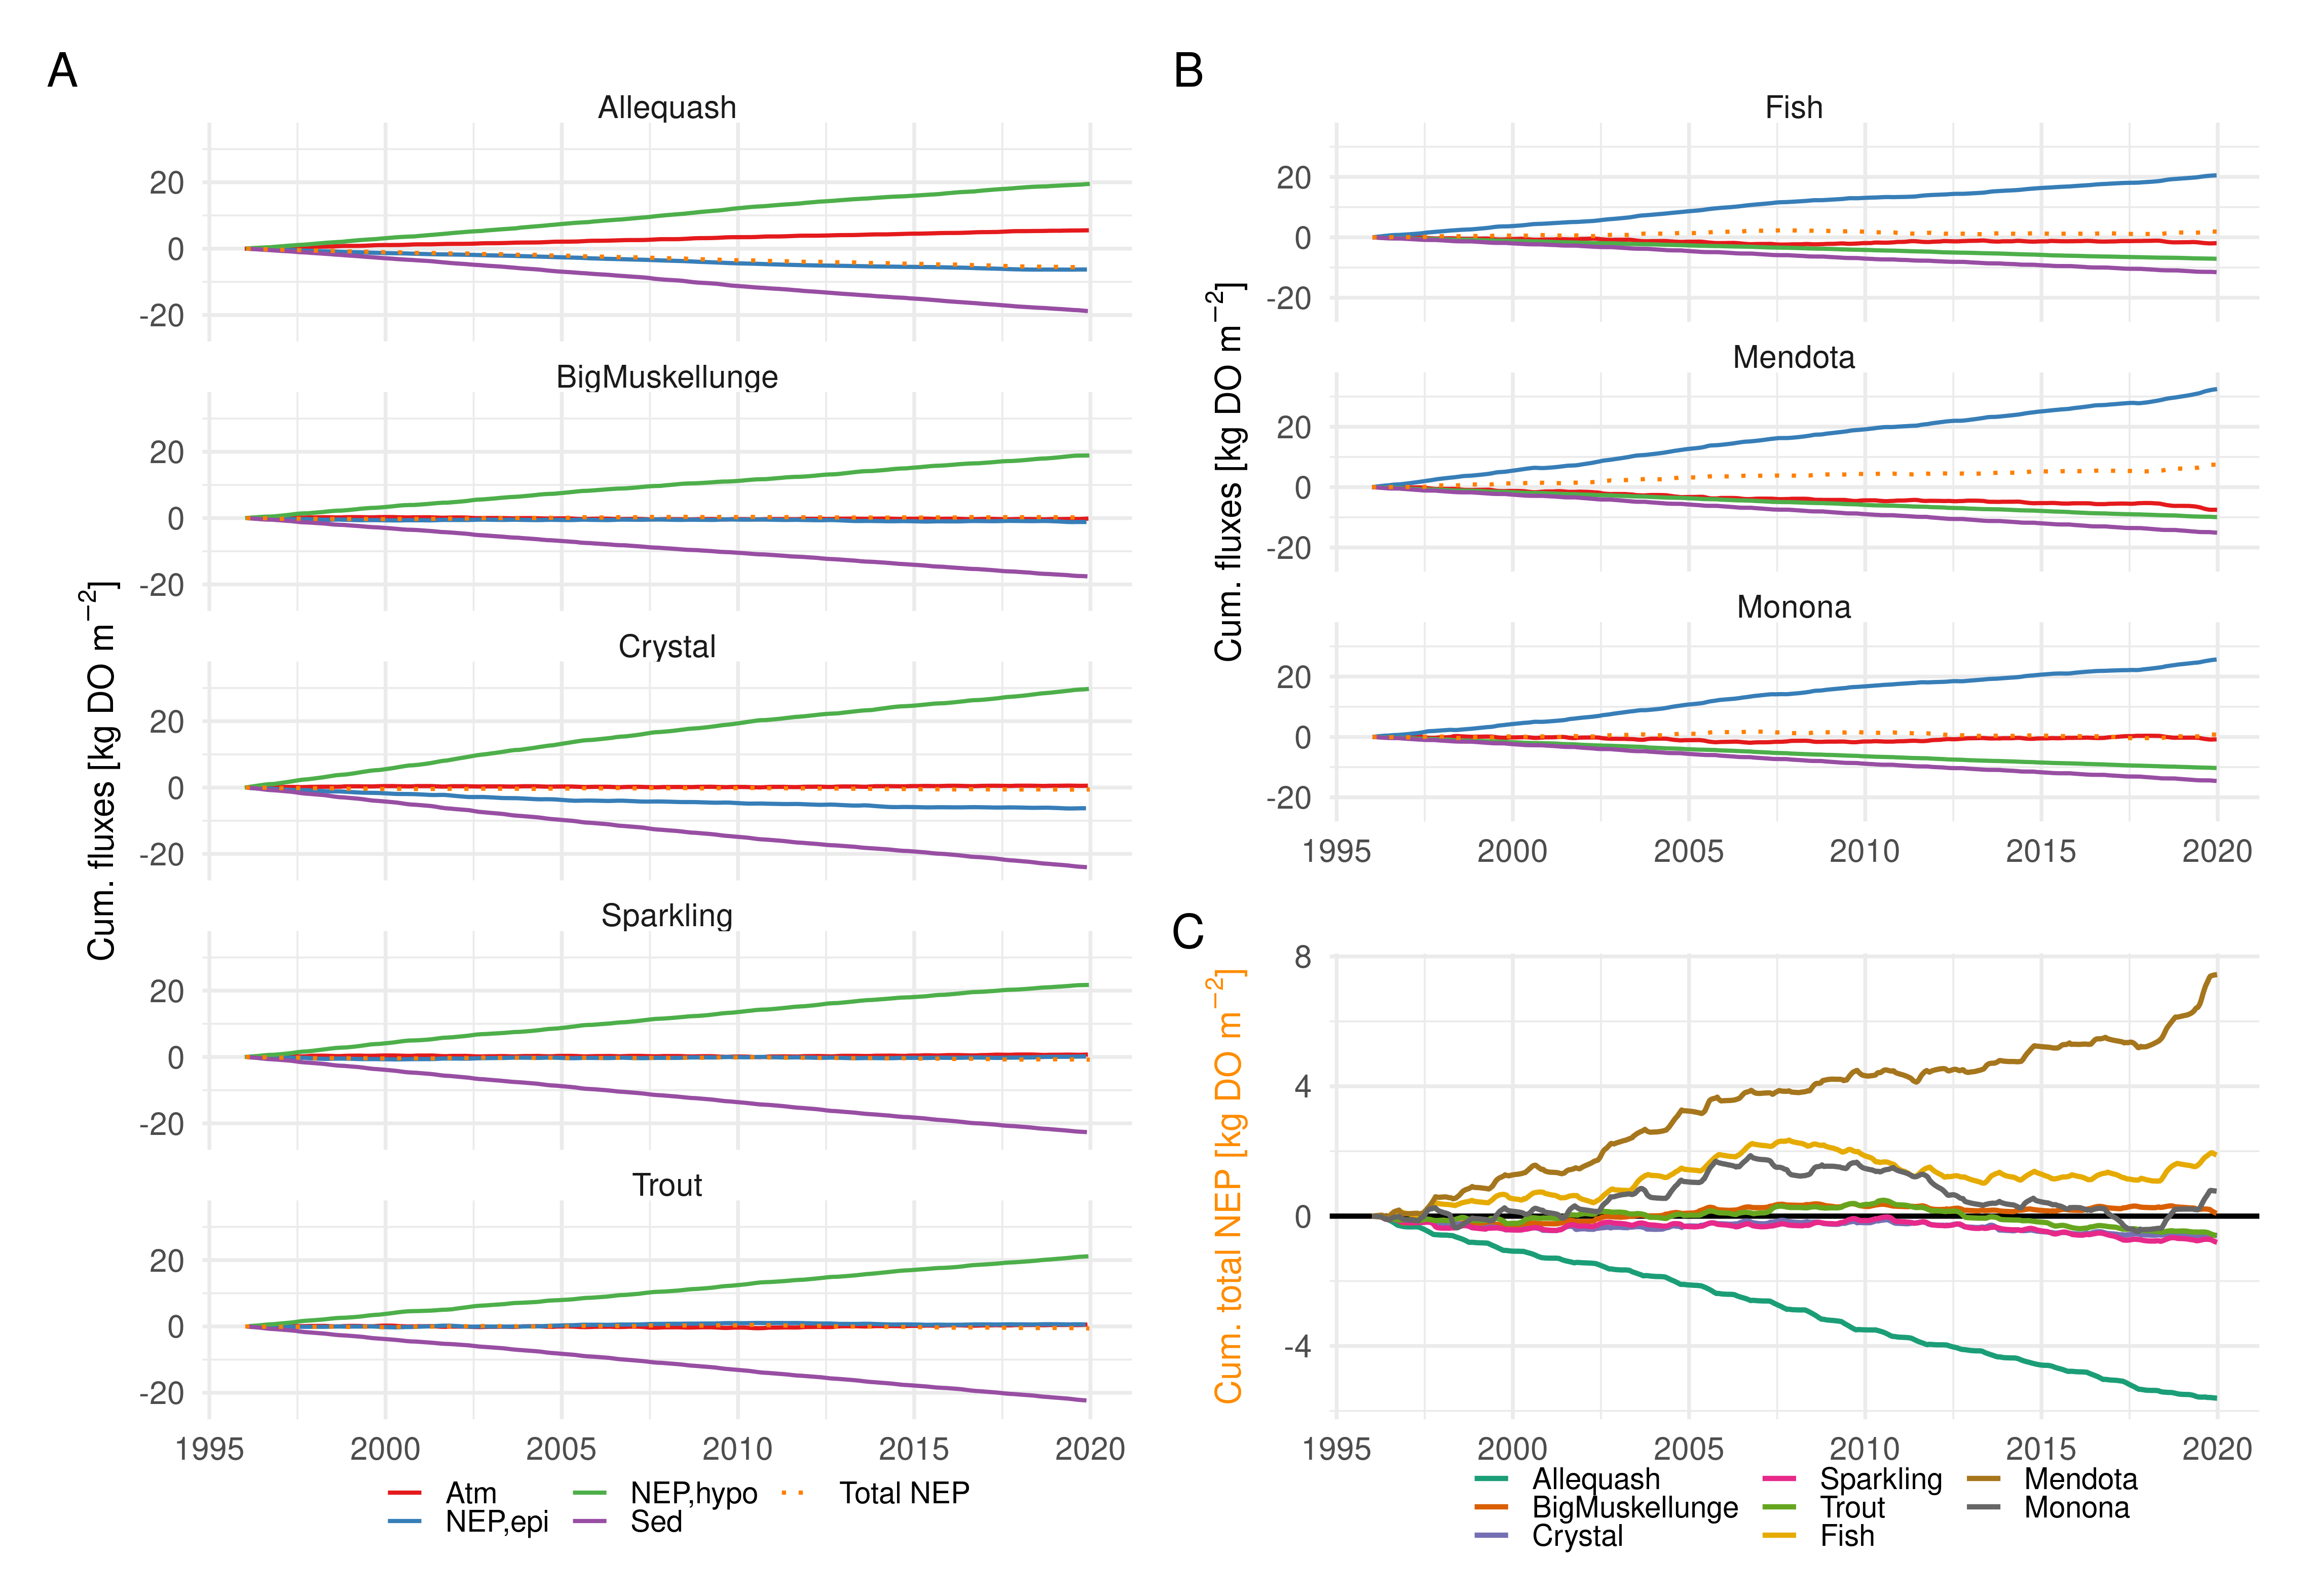 A
Cum. fluxes [kg DO m⁻²]
Allequash
20
0
-20
BigMuskellunge
20
0
-20
Crystal
20
0
-20
Sparkling
20
0
-20
Trout
20
0
-20
1995 2000 2005 2010 2015 2020
Atm NEP,hypo Total NEP
NEP,epi Sed
B
Cum. fluxes [kg DO m⁻²]
Fish
20
0
-20
Mendota
20
0
-20
Monona
20
0
-20
1995 2000 2005 2010 2015 2020
C
Cum. total NEP [kg DO m⁻²]
8
4
0
-4
1995 2000 2005 2010 2015 2020
Allequash Sparkling Mendota
BigMuskellunge Trout Monona
Crystal Fish